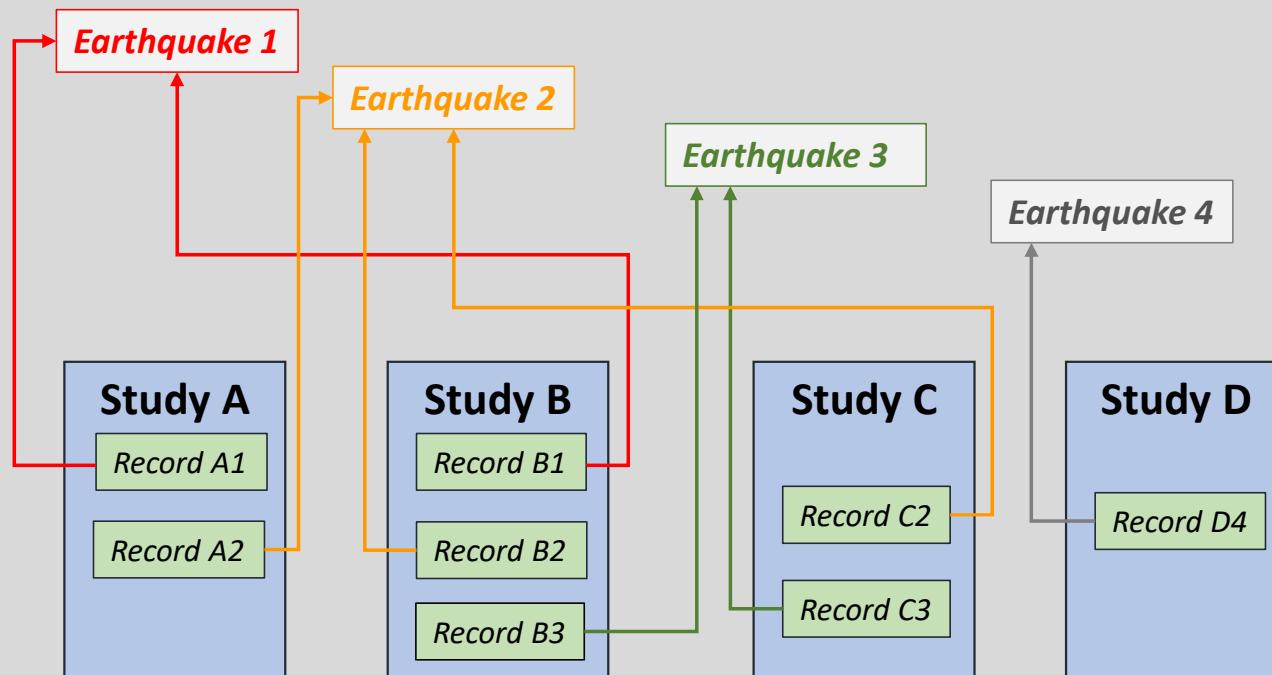 Earthquake 1
Earthquake 2
Earthquake 3
Earthquake 4
Study A
Record A1
Record A2
Study B
Record B1
Record B2
Record B3
Study C
Record C2
Record C3
Study D
Record D4